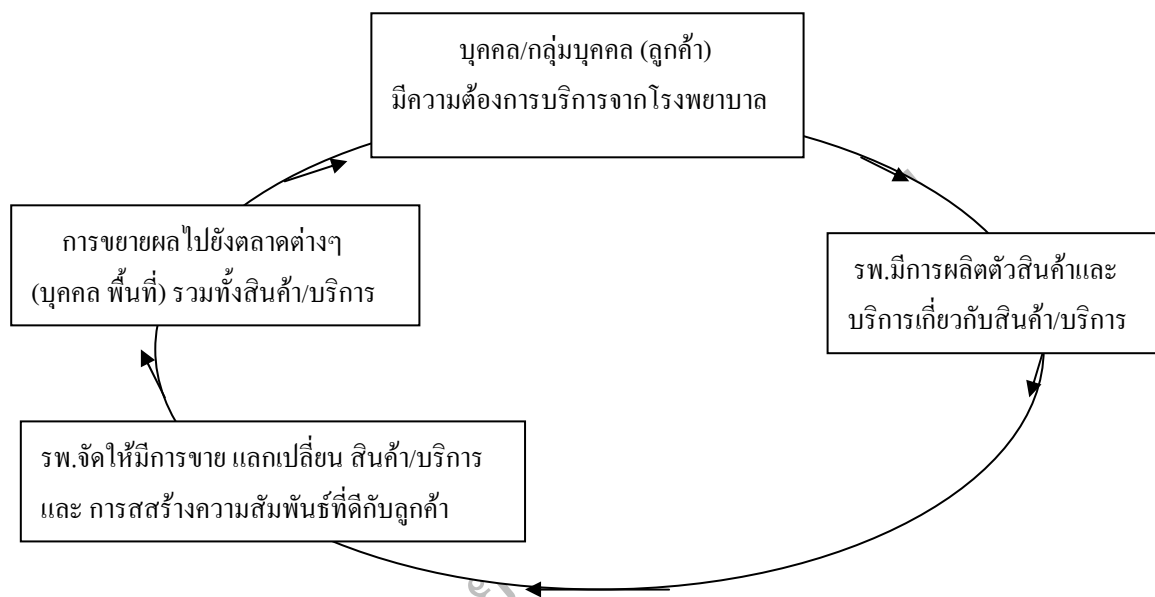 บุคคล/กลุ่มบุคคล (ลูกค้า)
มีความต้องการบริการจากโรงพยาบาล
การขยายผลไปยังตลาดต่างๆ
(บุคคล พื้นที่) รวมทั้งสินค้า/บริการ
รพ.มีการผลิตตัวสินค้าและ
บริการเกี่ยวกับสินค้า/บริการ
รพ.จัดให้มีการขาย แลกเปลี่ยน สินค้า/บริการ
และ การสสร้างความสัมพันธ์ที่ดีกับลูกค้า